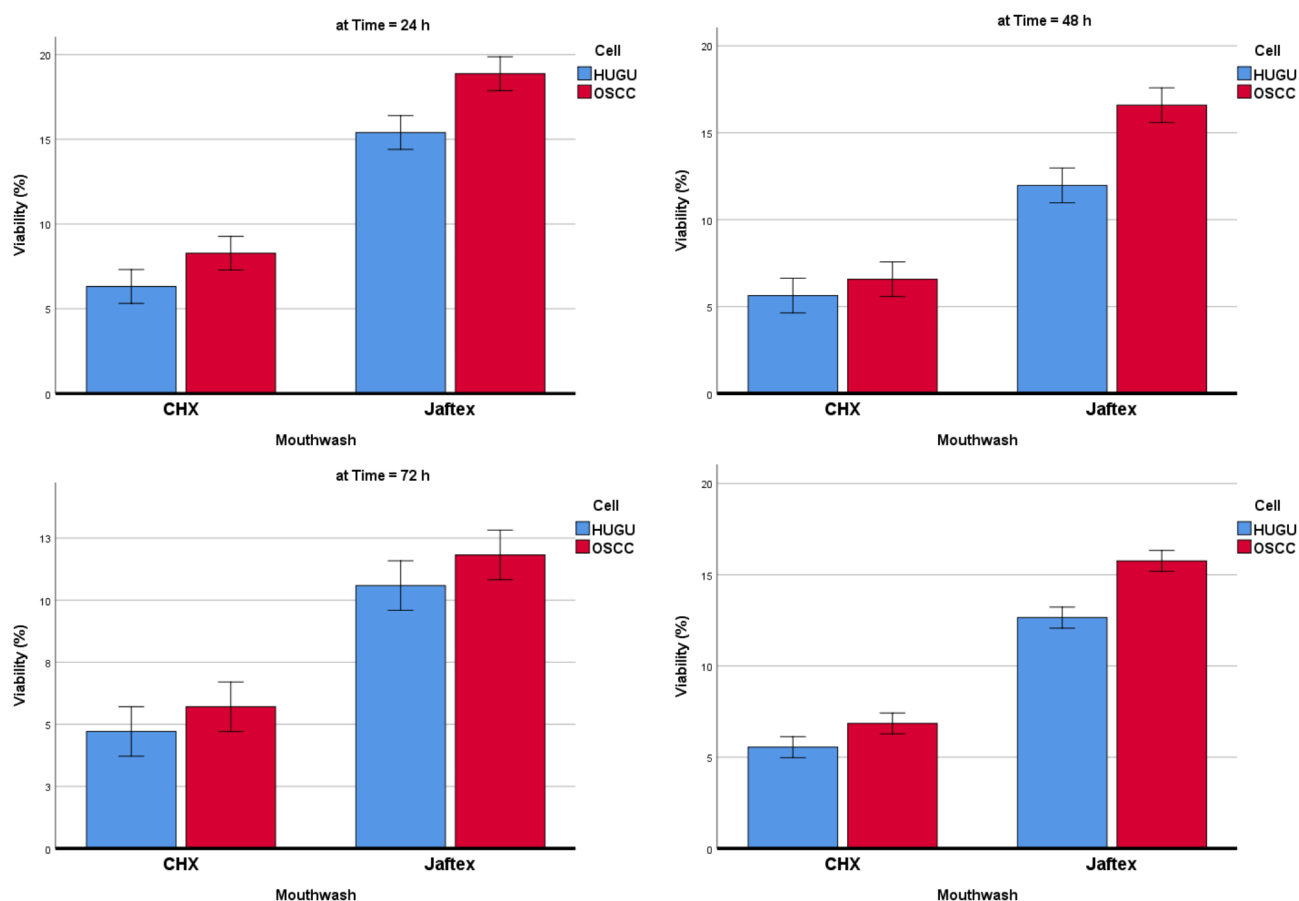 at Time = 24 h
Cell
HUGU
OSCC
Viability (%)
20
15
10
5
0
CHX
Jaftex
Mouthwash
at Time = 48 h
Cell
HUGU
OSCC
Viability (%)
20
15
10
5
0
CHX
Jaftex
Mouthwash
at Time = 72 h
Cell
HUGU
OSCC
Viability (%)
13
10
8
5
3
0
CHX
Jaftex
Mouthwash
Cell
HUGU
OSCC
Viability (%)
20
15
10
5
0
CHX
Jaftex
Mouthwash